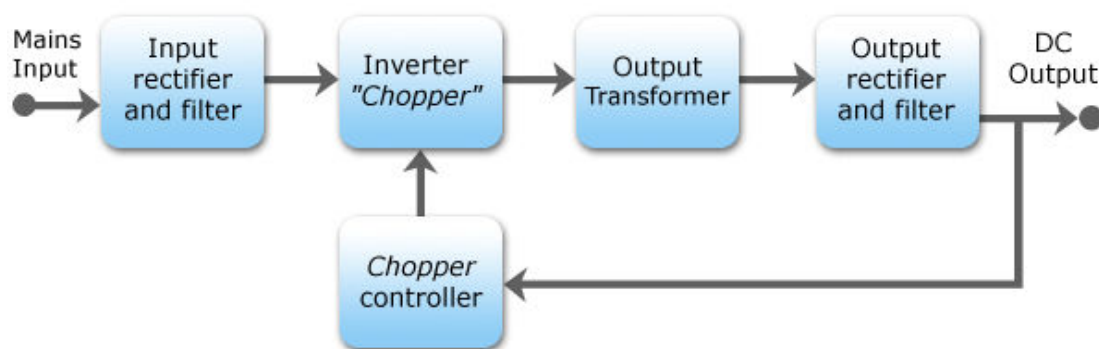 Mains
Input
Input
rectifier
and filter
Inverter
"Chopper"
Output
Transformer
Output
rectifier
and filter
DC
Output
Chopper
controller